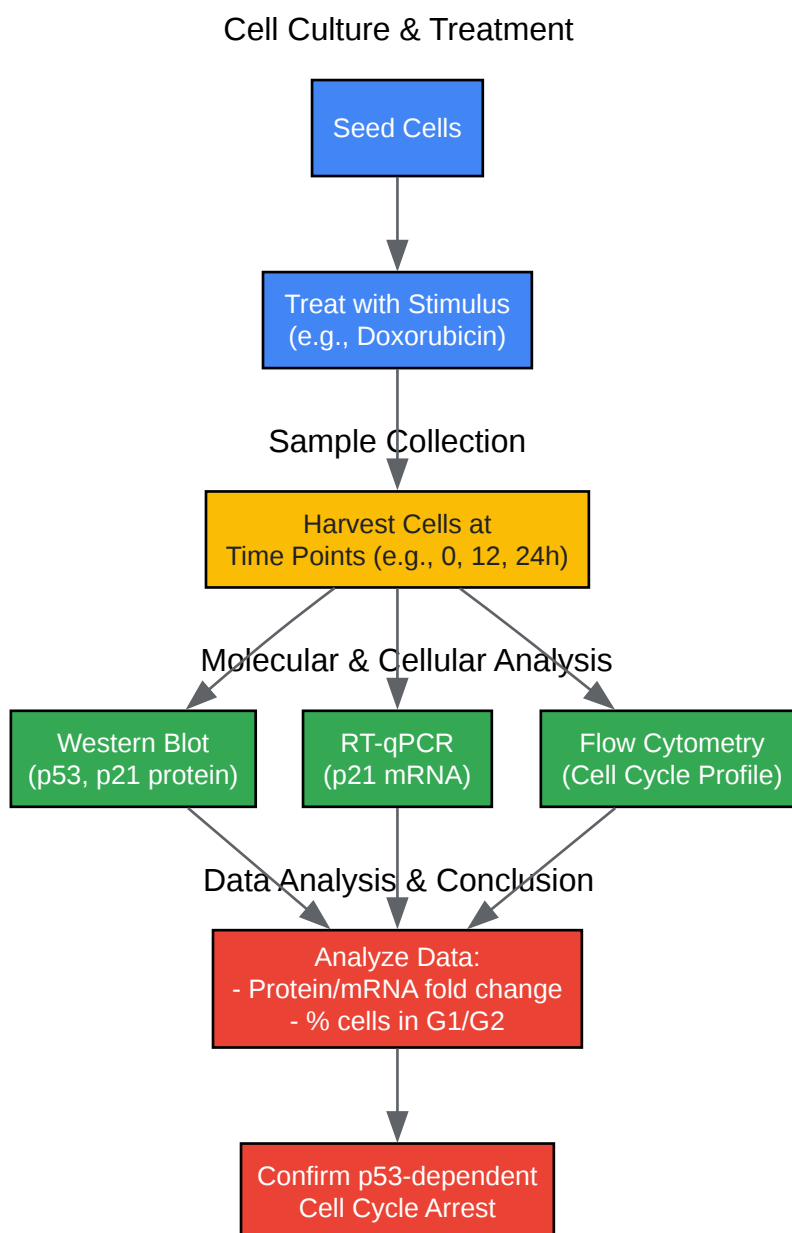 Cell Culture & Treatment
Seed Cells
Treat with Stimulus
(e.g., Doxorubicin)
Sample Collection
Harvest Cells at
Time Points (e.g., 0, 12, 24h)
Molecular & Cellular Analysis
Western Blot
(p53, p21 protein)
RT-qPCR
(p21 mRNA)
Flow Cytometry
(Cell Cycle Profile)
Data Analysis & Conclusion
Analyze Data:
- Protein/mRNA fold change
- % cells in G1/G2
Confirm p53-dependent
Cell Cycle Arrest